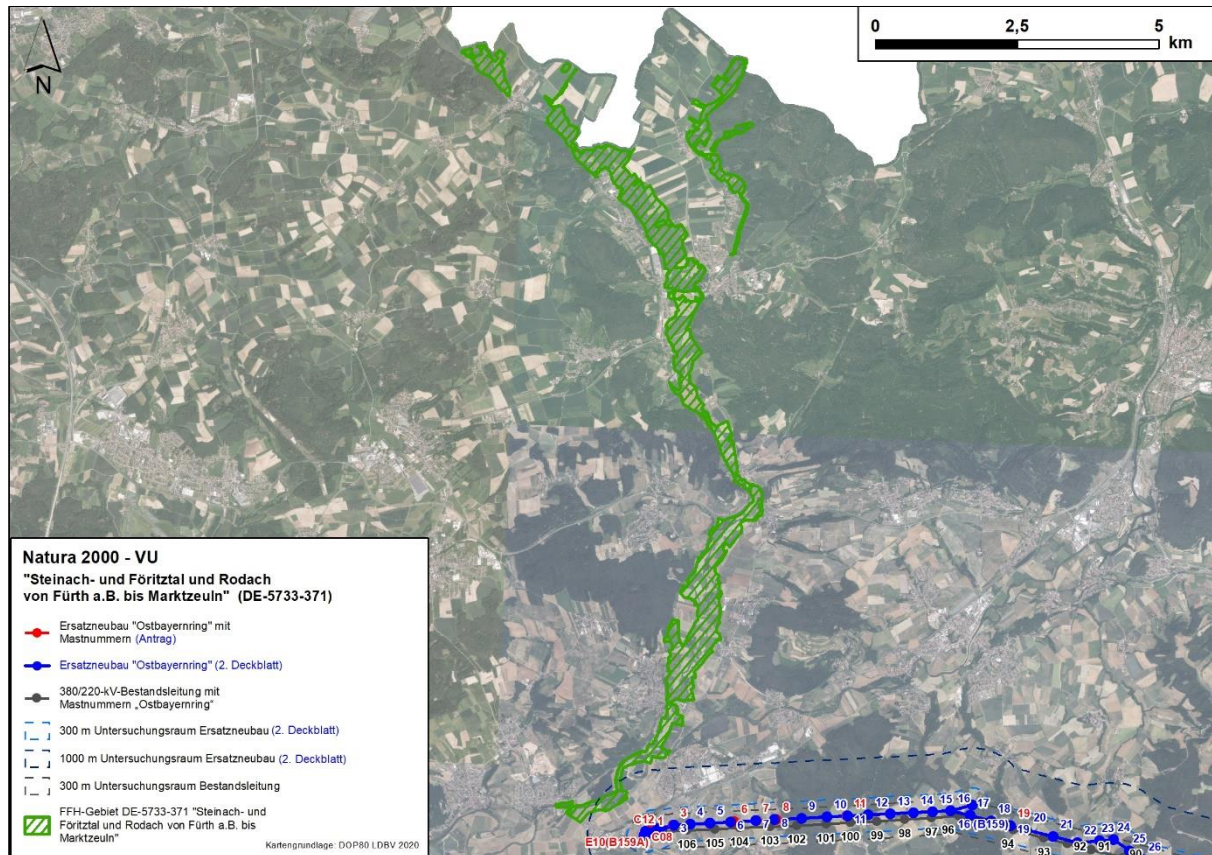 N
0 2,5 5
km
Natura 2000 - VU
"Steinach- und Föritztal und Rodach
von Fürth a.B. bis Marktzeuln" (DE-5733-371)
Ersatzneubau "Ostbayernring" mit
Mastnummern (Antrag)
Ersatzneubau "Ostbayernring" (2. Deckblatt)
380/220-kV-Bestandsleitung mit
Mastnummern „Ostbayernring"
300 m Untersuchungsraum Ersatzneubau (2. Deckblatt)
1000 m Untersuchungsraum Ersatzneubau (2. Deckblatt)
300 m Untersuchungsraum Bestandsleitung
FFH-Gebiet DE-5733-371 "Steinach- und
Föritztal und Rodach von Fürth a.B. bis
Marktzeuln"
Kartengrundlage: DOP80 LDBV 2020
C12 1 3 4 5 6 7 8 9 10 11 12 13 14 15 16 17 18 19 20 21 22 23 24 25 26
E10(B159A) C08 3 6 7 8 11 16 (B159) 19
106 105 104 103 102 101 100 99 98 97 96 94 93 92 91 90